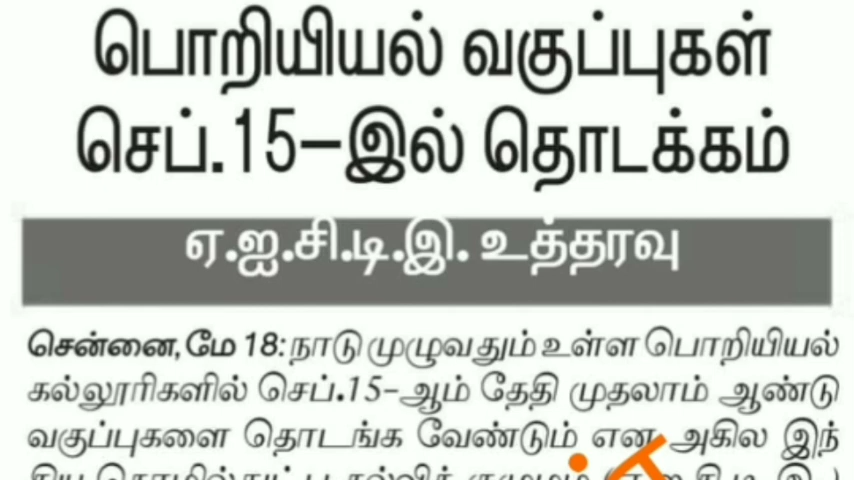 பொறியியல் வகுப்புகள்
செப்.15-இல் தொடக்கம்
ஏ.ஐ.சி.டி.இ. உத்தரவு
சென்னை, மே 18: நாடு முழுவதும் உள்ள பொறியியல்
கல்லூரிகளில் செப்.15-ஆம் தேதி முதலாம் ஆண்டு
வகுப்புகளை தொடங்க வேண்டும் என அகில இந்